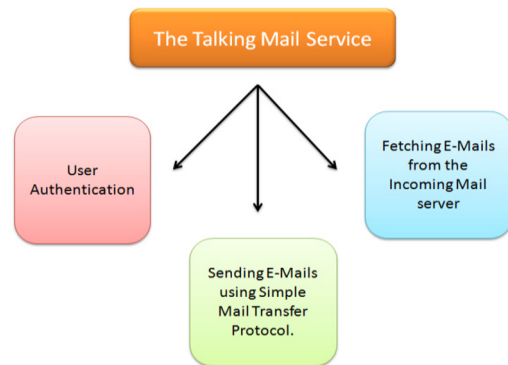 The Talking Mail Service
User
Authentication
Fetching E-Mails
from the
Incoming Mail
server
Sending E-Mails
using Simple
Mail Transfer
Protocol.